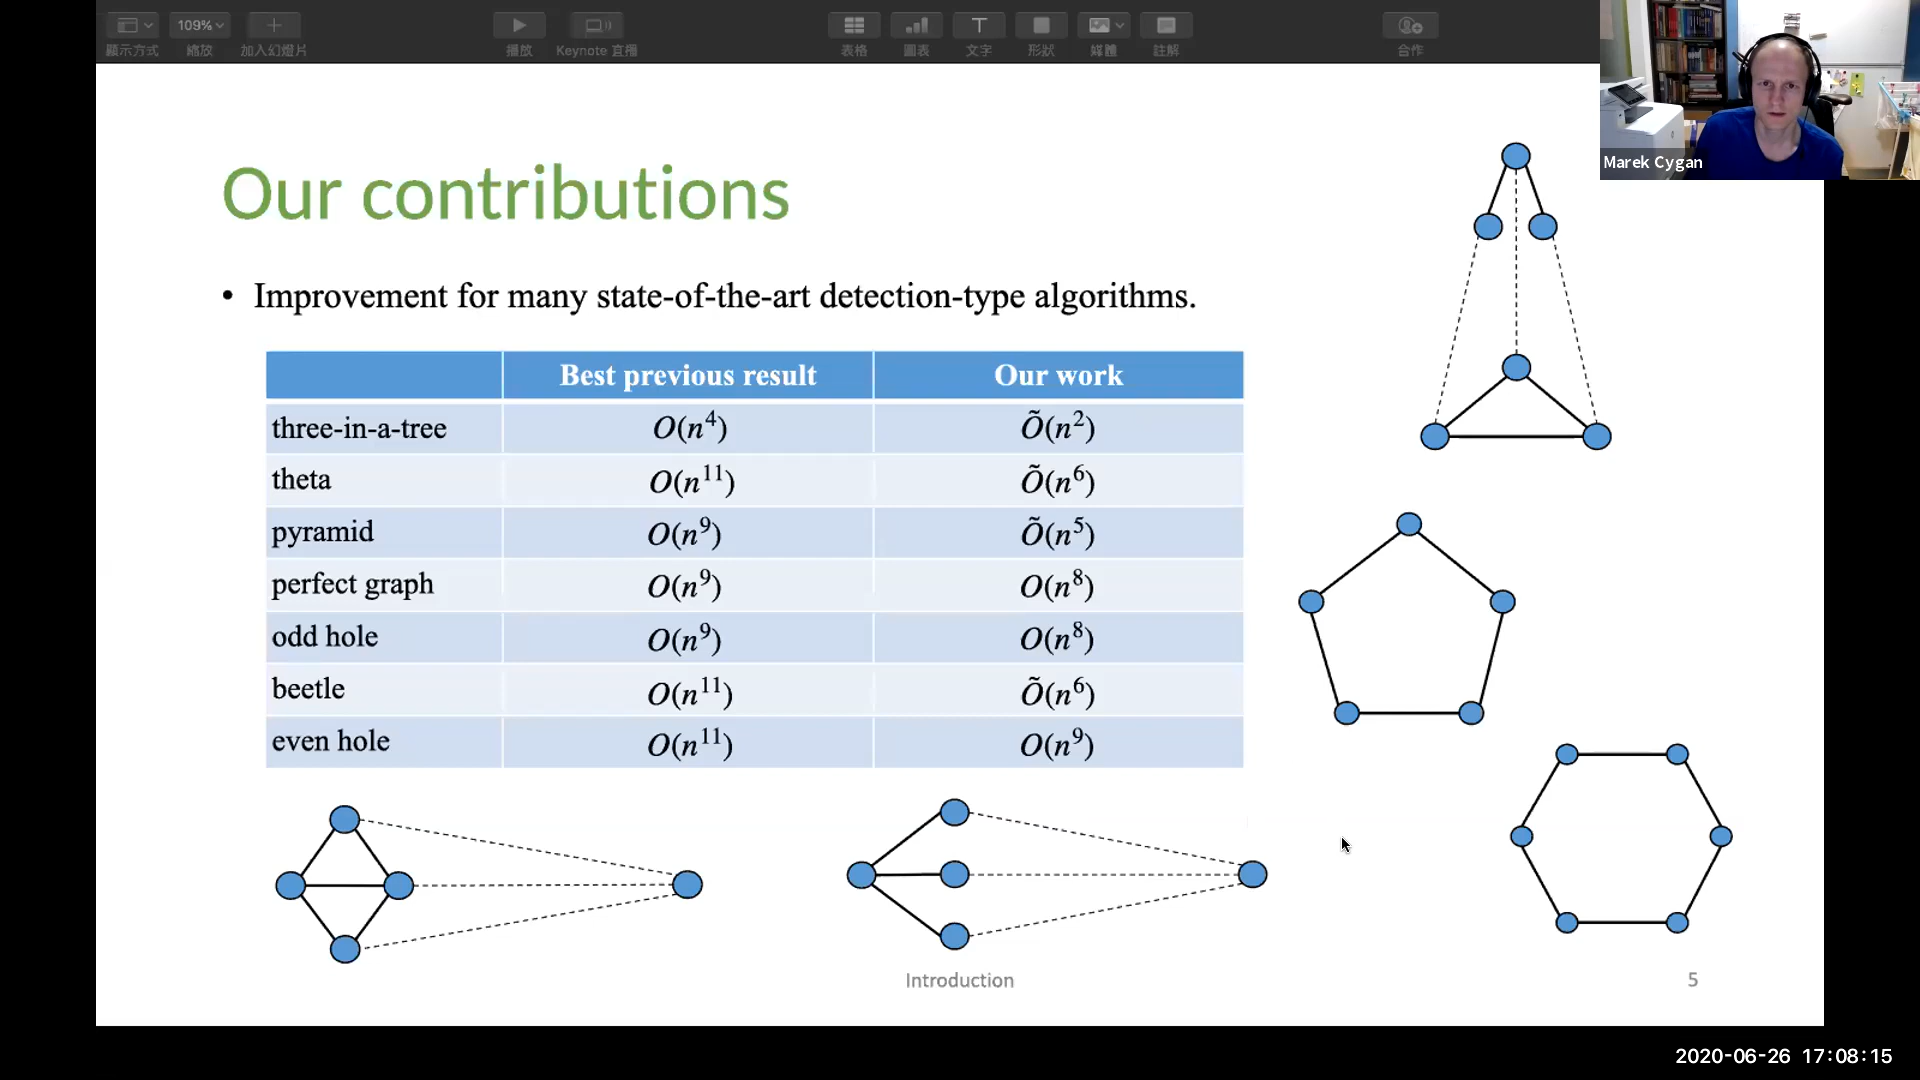 109%
顯示方式
縮放
加入幻燈片
播放
Keynote 直播
表格
圖表
T
文字
形狀
媒體
註解
合作
Marek Cygan
Our contributions
• Improvement for many state-of-the-art detection-type algorithms.
Best previous result Our work
three-in-a-tree O(n⁴) Õ(n²)
theta O(n¹¹) Õ(n⁶)
pyramid O(n⁹) Õ(n⁵)
perfect graph O(n⁹) O(n⁸)
odd hole O(n⁹) O(n⁸)
beetle O(n¹¹) Õ(n⁶)
even hole O(n¹¹) O(n⁹)
Introduction
5
2020-06-26 17:08:15